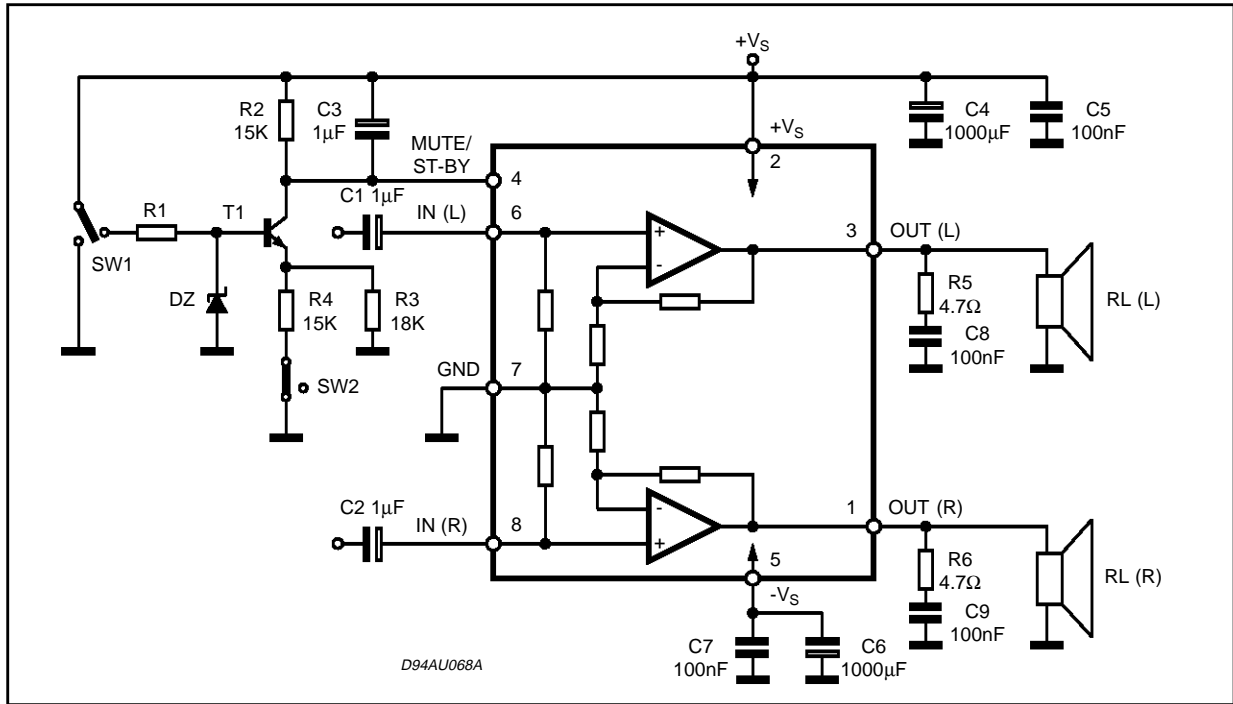 +VS
R2
15K
C3
1µF
C4
1000µF
C5
100nF
+VS
2
MUTE/
ST-BY
4
C1 1µF
IN (L)
6
R1
T1
SW1
DZ
R4
15K
R3
18K
SW2
+
-
3
OUT (L)
R5
4.7Ω
C8
100nF
RL (L)
GND
7
C2 1µF
IN (R)
8
-
+
1
OUT (R)
5
-VS
R6
4.7Ω
C9
100nF
RL (R)
C7
100nF
C6
1000µF
D94AU068A